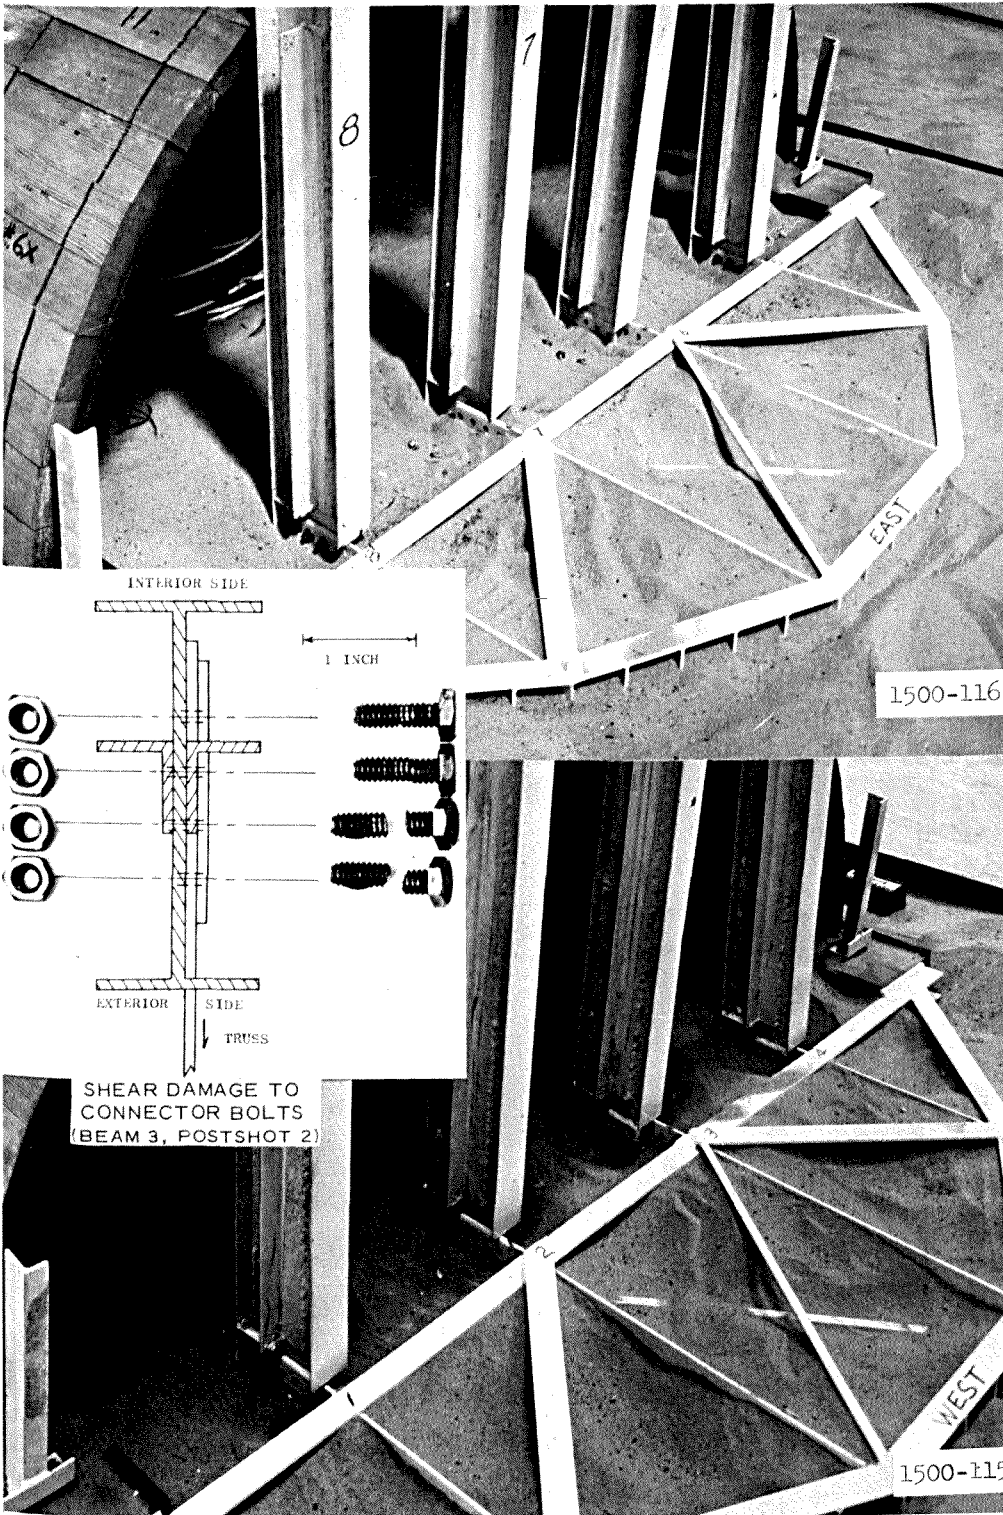 #6X
8
7
EAST
1500-116
INTERIOR SIDE
1 INCH
EXTERIOR SIDE
TRUSS
SHEAR DAMAGE TO
CONNECTOR BOLTS
(BEAM 3, POSTSHOT 2)
4
3
2
1
WEST
1500-115